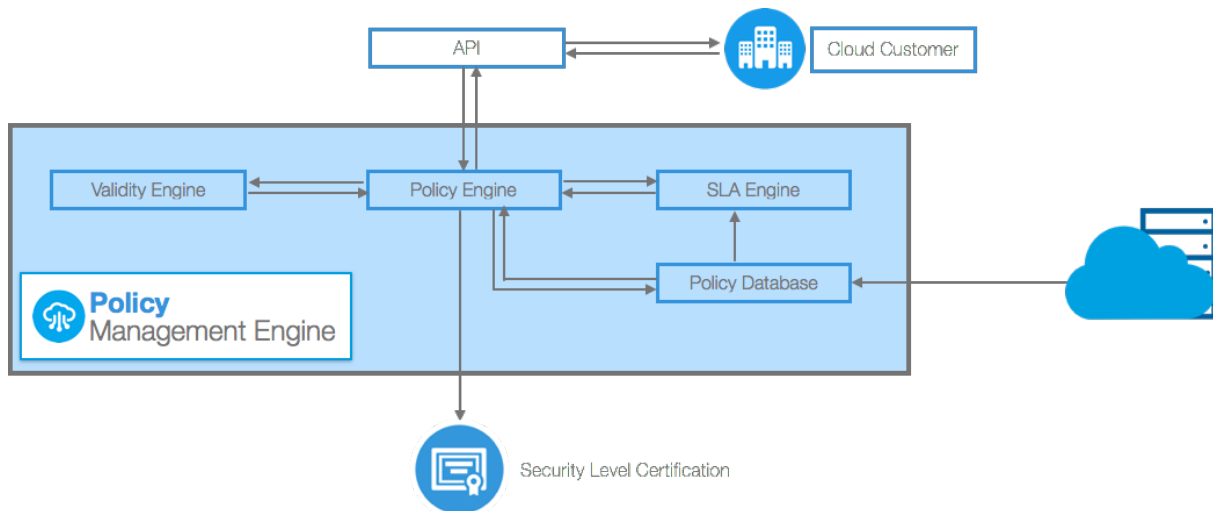 API
Cloud Customer
Validity Engine
Policy Engine
SLA Engine
Policy Database
Policy
Management Engine
Security Level Certification